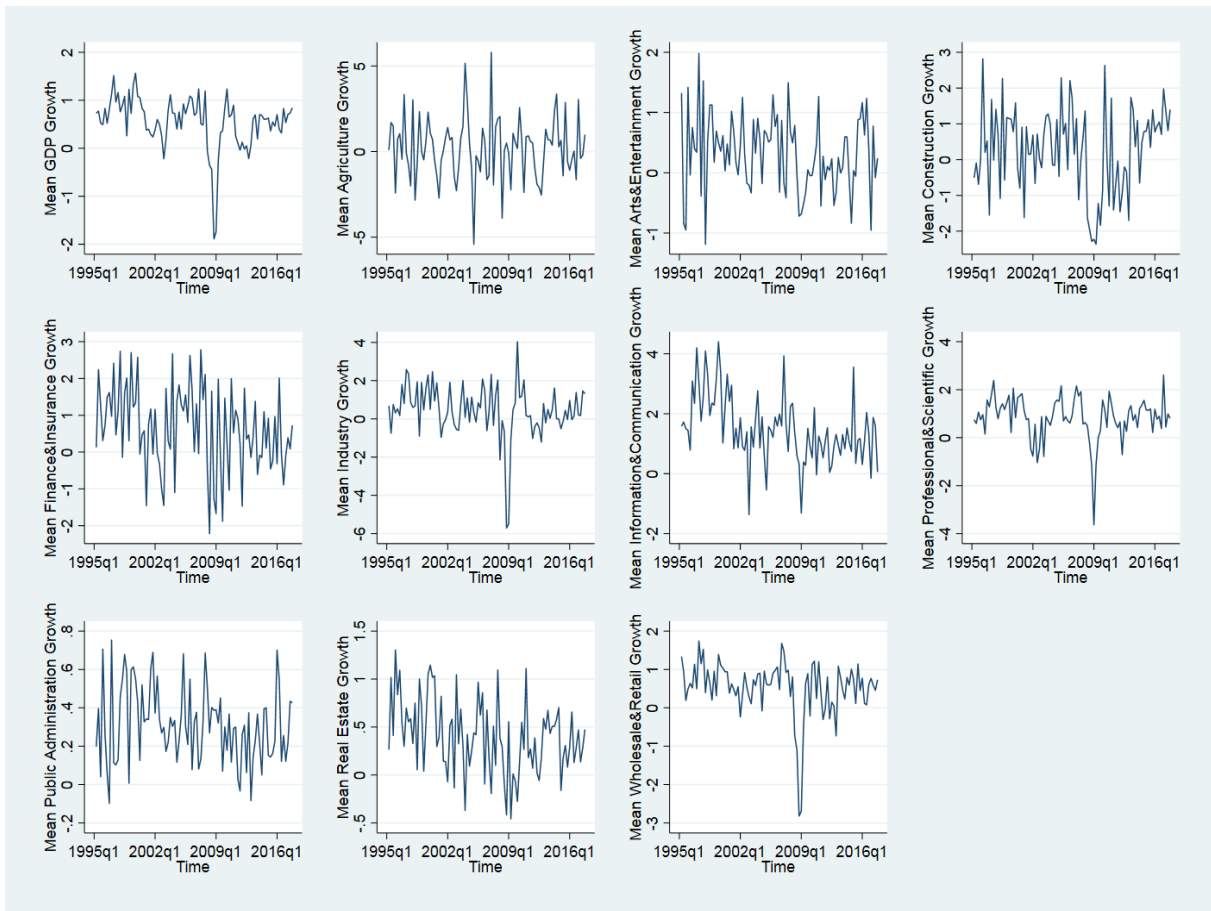 Mean GDP Growth
2
1
0
-1
-2
1995q1 2002q1 2009q1 2016q1
Time
Mean Agriculture Growth
5
0
-5
1995q1 2002q1 2009q1 2016q1
Time
Mean Arts&Entertainment Growth
2
1
0
-1
1995q1 2002q1 2009q1 2016q1
Time
Mean Construction Growth
3
2
1
0
-1
-2
1995q1 2002q1 2009q1 2016q1
Time
Mean Finance&Insurance Growth
3
2
1
0
-1
-2
1995q1 2002q1 2009q1 2016q1
Time
Mean Industry Growth
4
2
0
-2
-4
-6
1995q1 2002q1 2009q1 2016q1
Time
Mean Information&Communication Growth
4
2
0
-2
1995q1 2002q1 2009q1 2016q1
Time
Mean Professional&Scientific Growth
4
2
0
-2
-4
1995q1 2002q1 2009q1 2016q1
Time
Mean Public Administration Growth
.8
.6
.4
.2
0
-.2
1995q1 2002q1 2009q1 2016q1
Time
Mean Real Estate Growth
1.5
1
.5
0
-.5
1995q1 2002q1 2009q1 2016q1
Time
Mean Wholesale&Retail Growth
2
1
0
-1
-2
-3
1995q1 2002q1 2009q1 2016q1
Time